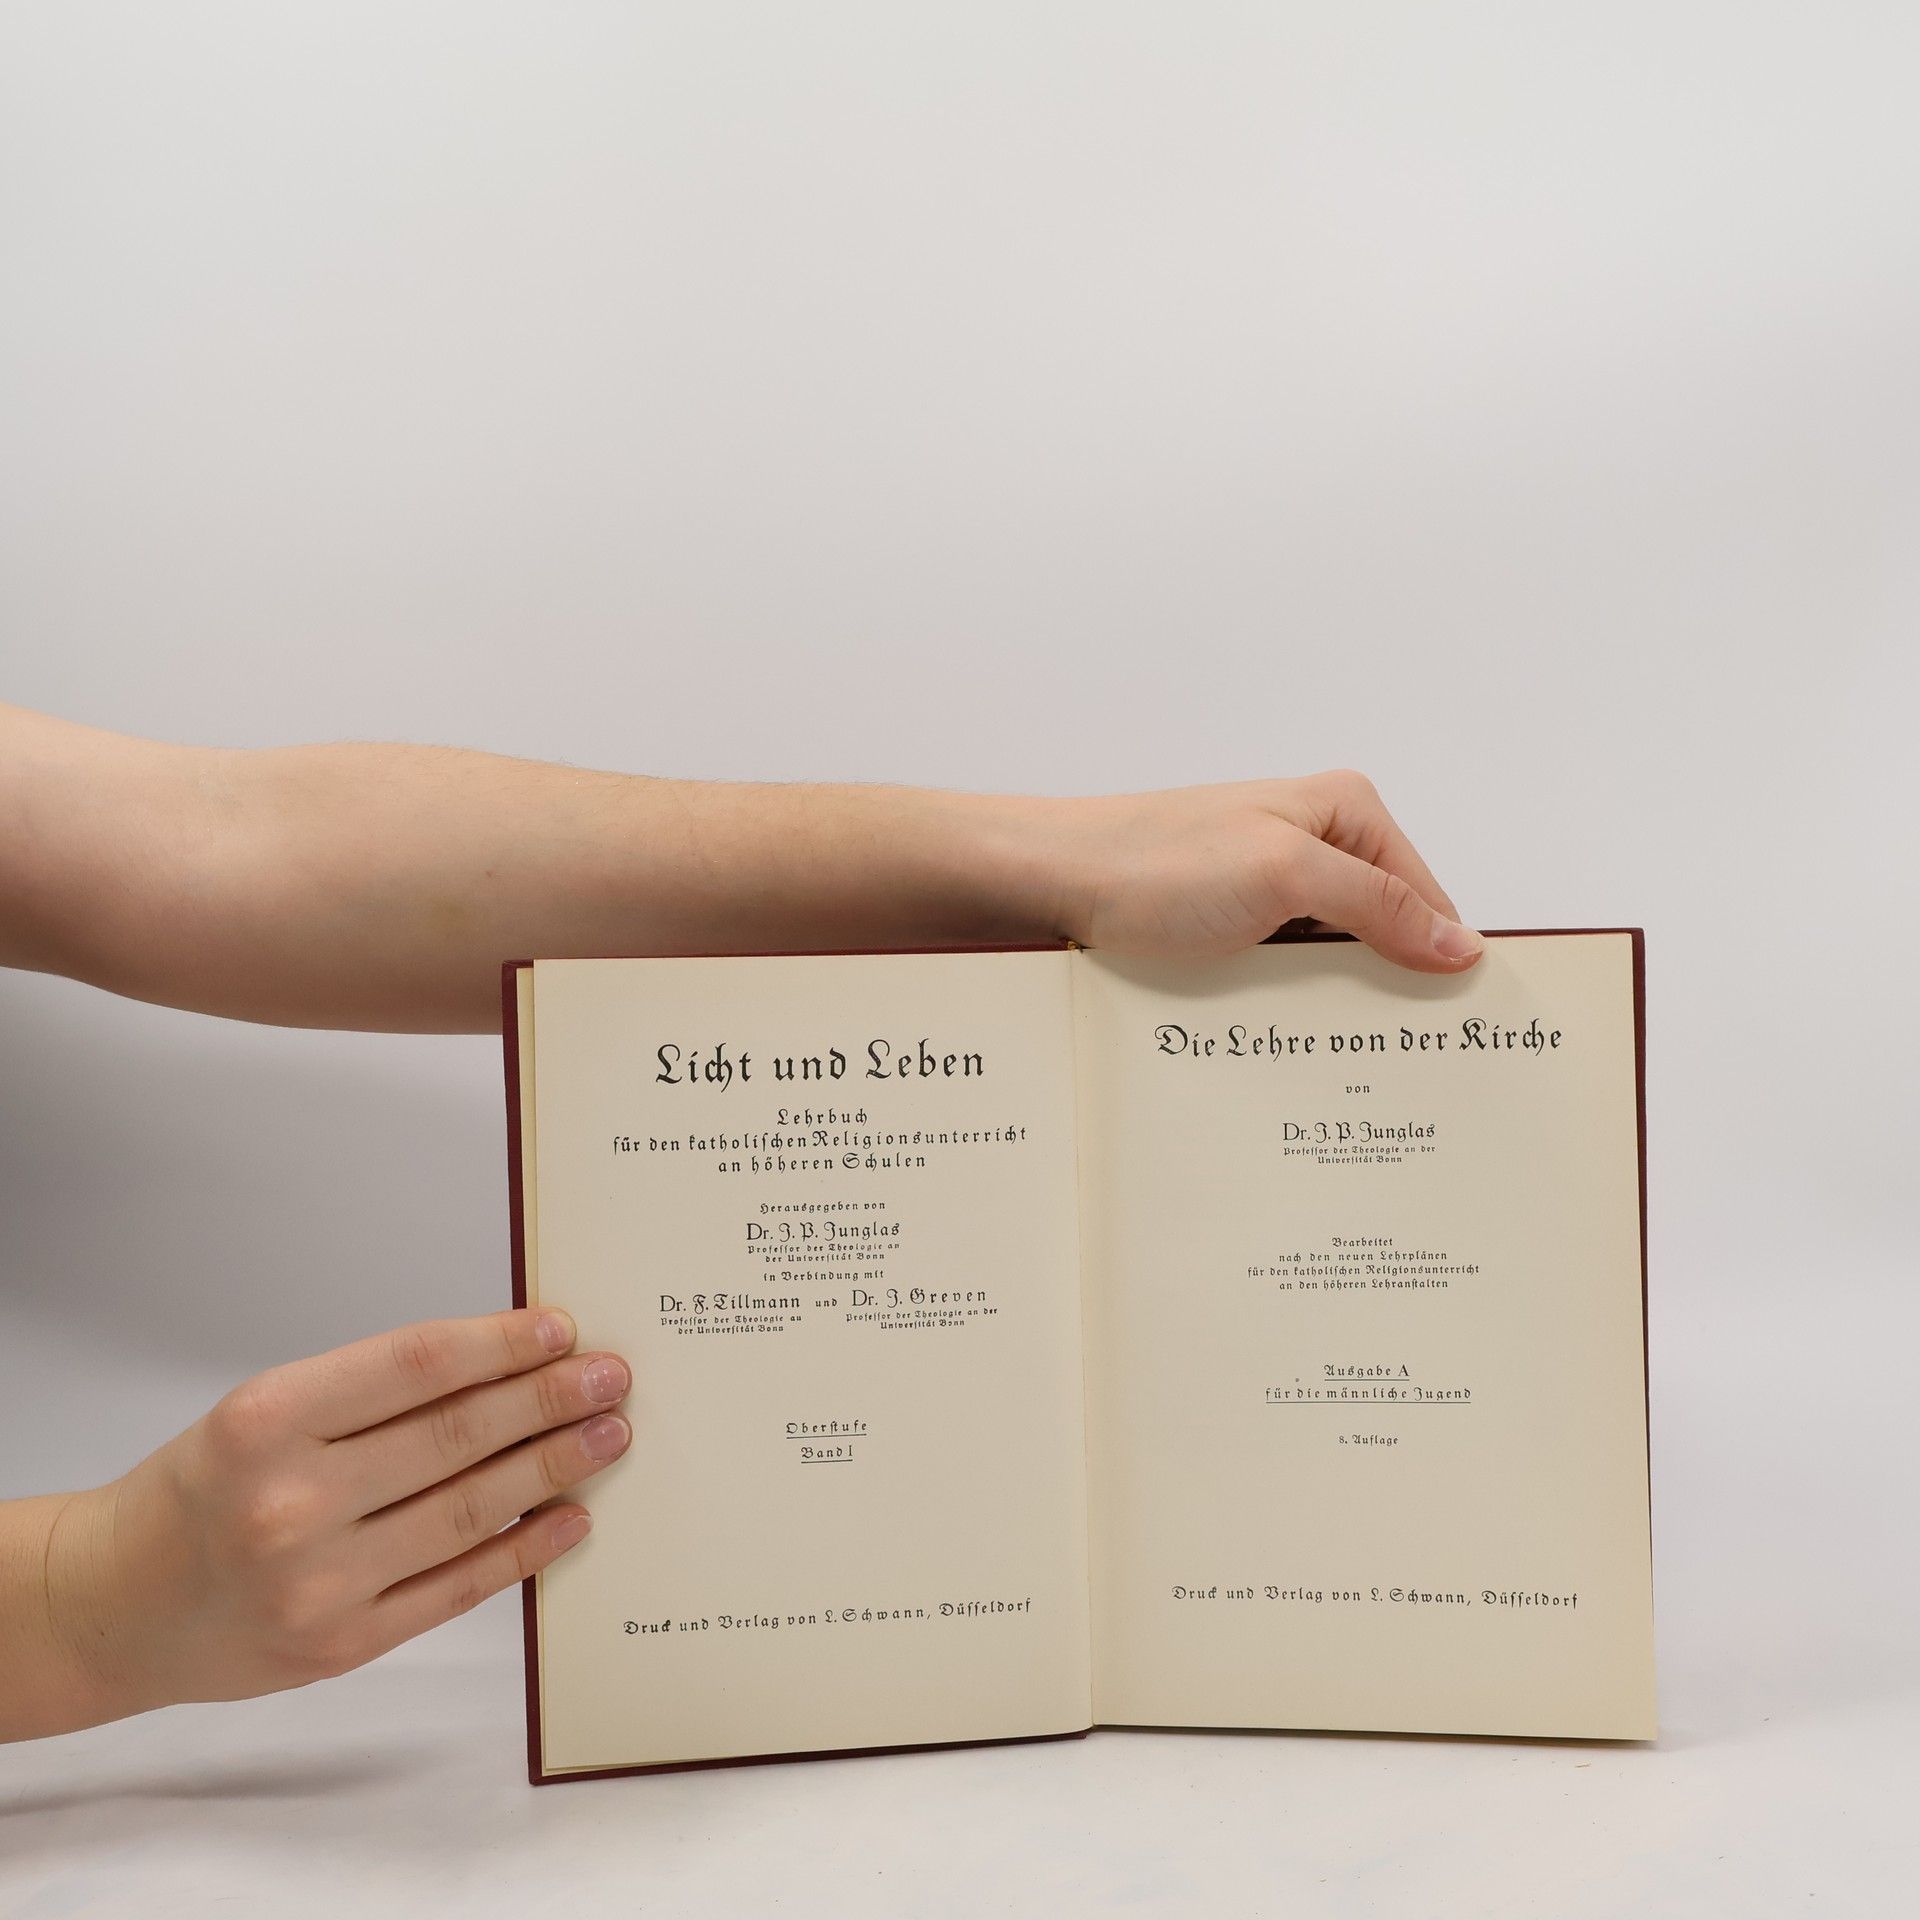 Licht und Leben
Lehrbuch
für den katholischen Religionsunterricht
an höheren Schulen
Herausgegeben von
Dr. J. P. Junglas
Professor der Theologie an
der Universität Bonn
in Verbindung mit
Dr. F. Tillmann und Dr. J. Greven
Professor der Theologie an
der Universität Bonn
Professor der Theologie an der
Universität Bonn
Oberstufe
Band I
Druck und Verlag von L. Schwann, Düsseldorf
Die Lehre von der Kirche
von
Dr. J. P. Junglas
Professor der Theologie an der
Universität Bonn
Bearbeitet
nach den neuen Lehrplänen
für den katholischen Religionsunterricht
an den höheren Lehranstalten
Ausgabe A
für die männliche Jugend
8. Auflage
Druck und Verlag von L. Schwann, Düsseldorf